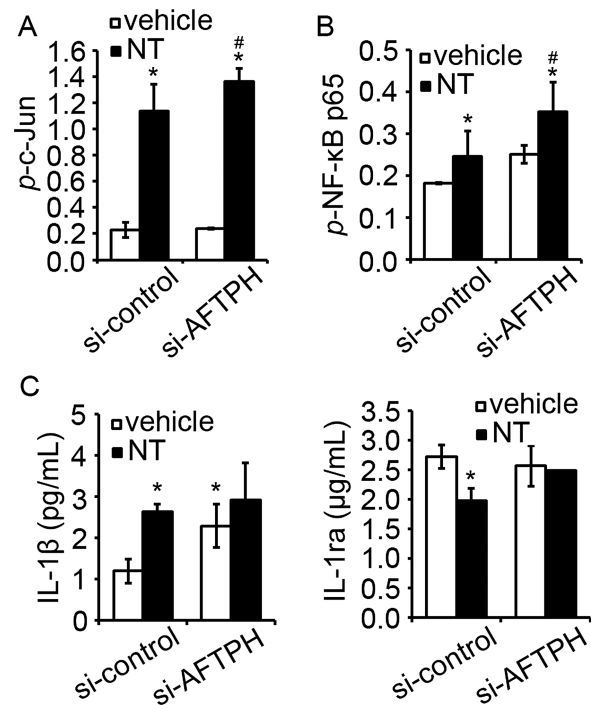 A
vehicle
NT
p-c-Jun
1.6
1.4
1.2
1.0
0.8
0.6
0.4
0.2
0.0
*
#
*
si-control
si-AFTPH
B
vehicle
NT
p-NF-κB p65
0.5
0.4
0.3
0.2
0.1
0.0
*
#
*
si-control
si-AFTPH
C
vehicle
NT
IL-1β (pg/mL)
5
4
3
2
1
0
*
*
si-control
si-AFTPH
vehicle
NT
IL-1ra (µg/mL)
3.5
3.0
2.5
2.0
1.5
1.0
0.5
0.0
*
si-control
si-AFTPH